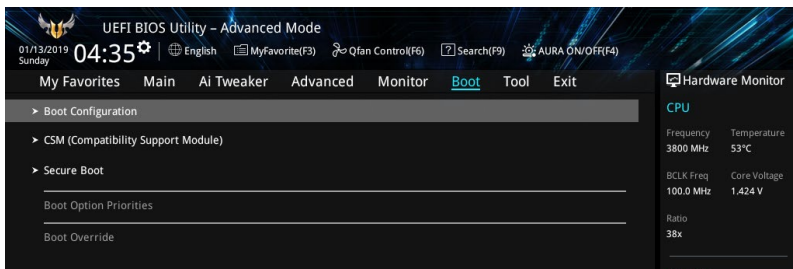 UEFI BIOS Utility – Advanced Mode
01/13/2019 Sunday 04:35 English MyFavorite(F3) Qfan Control(F6) ? Search(F9) AURA ON/OFF(F4)
My Favorites Main Ai Tweaker Advanced Monitor Boot Tool Exit
Boot Configuration
CSM (Compatibility Support Module)
Secure Boot
Boot Option Priorities
Boot Override
Hardware Monitor
CPU
Frequency Temperature
3800 MHz 53°C
BCLK Freq Core Voltage
100.0 MHz 1.424 V
Ratio
38x